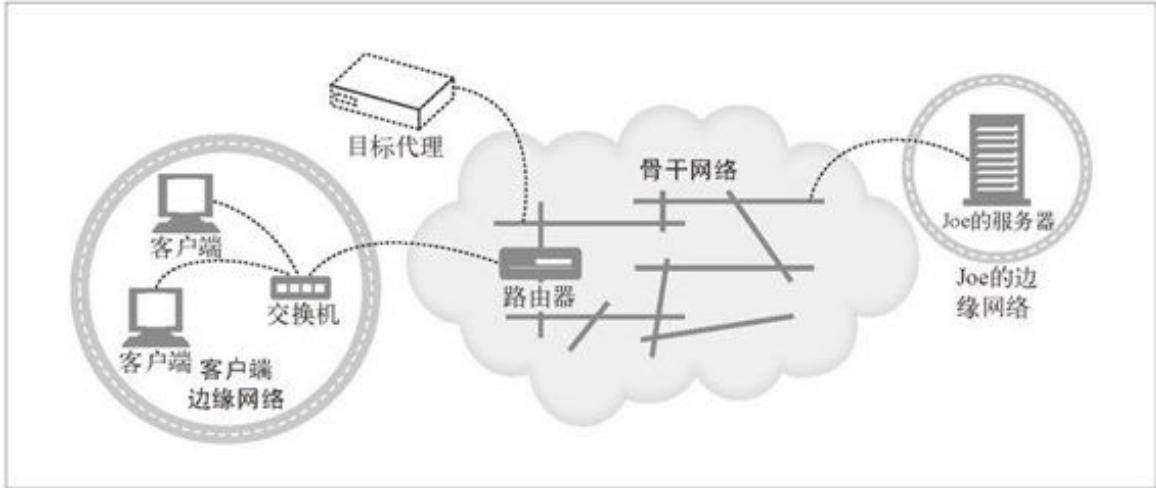 目标代理
骨干网络
客户端
Joe的服务器
交换机
路由器
Joe的边
缘网络
客户端
客户端
边缘网络